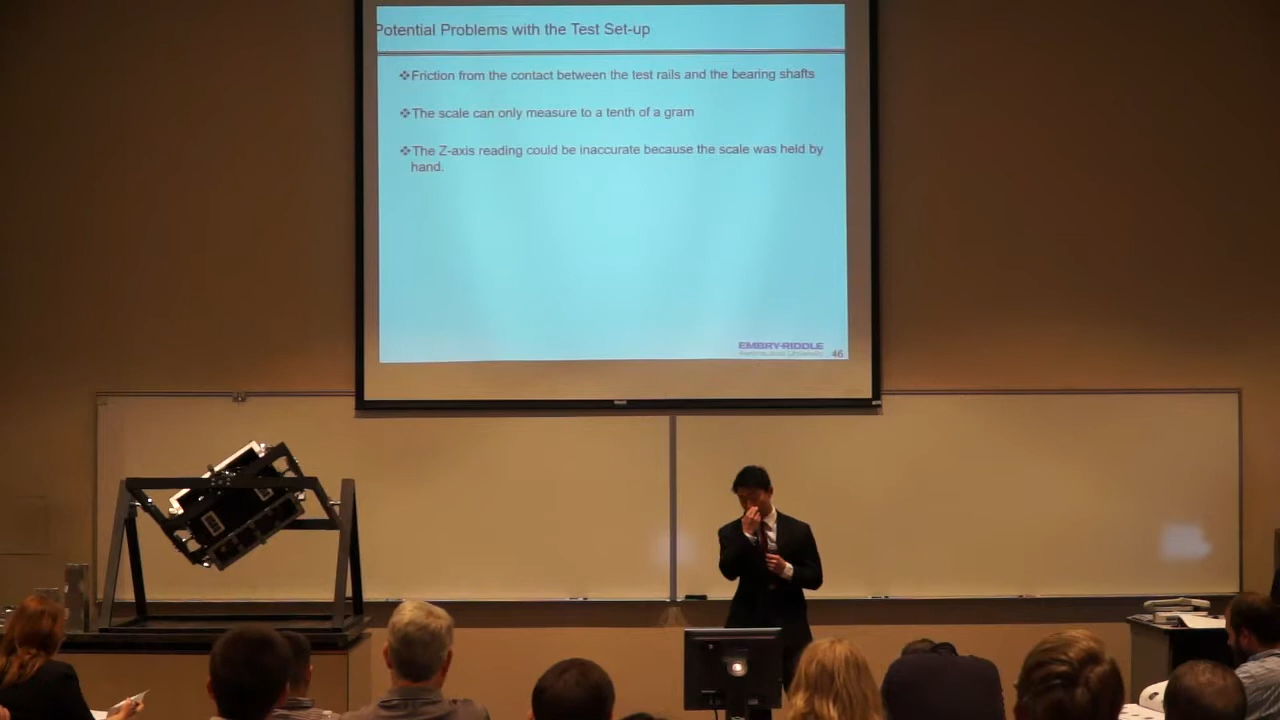 Potential Problems with the Test Set-up
❖Friction from the contact between the test rails and the bearing shafts
❖The scale can only measure to a tenth of a gram
❖The Z-axis reading could be inaccurate because the scale was held by
hand.
EMBRY-RIDDLE
46